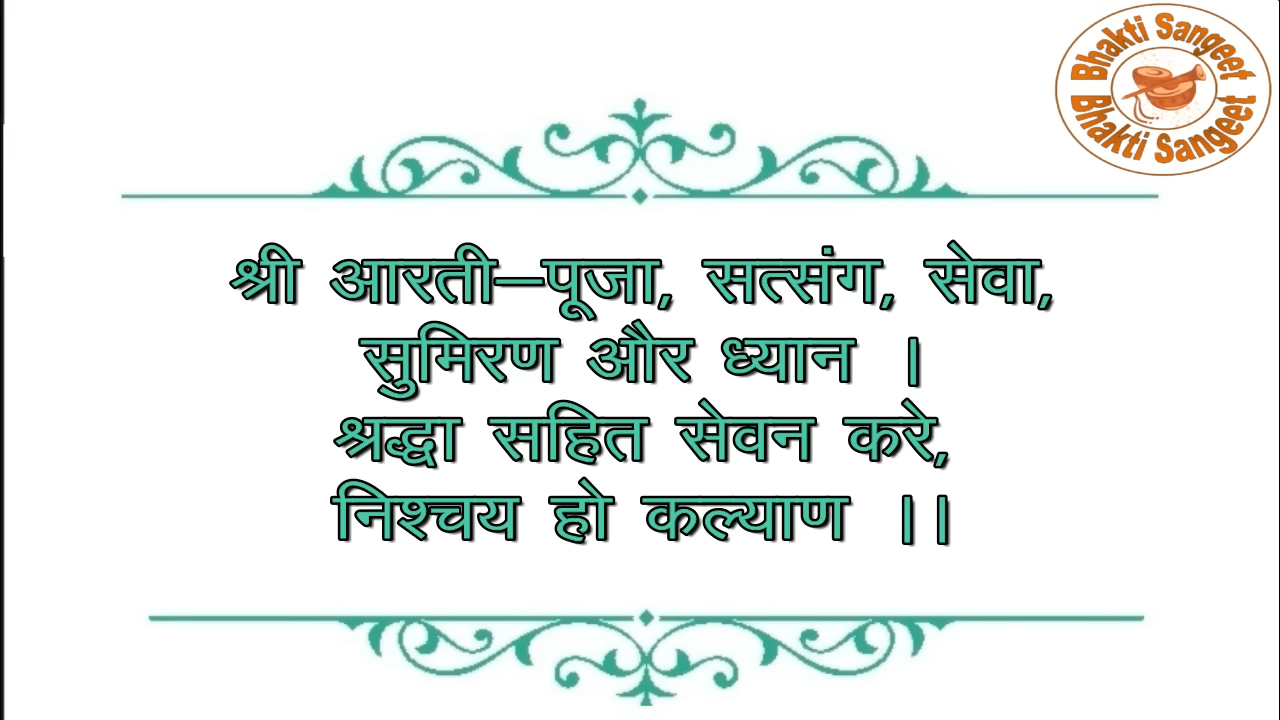 Bhakti Sangeet
Bhakti Sangeet
श्री आरती—पूजा, सत्संग, सेवा,
सुमिरण और ध्यान ।
श्रद्धा सहित सेवन करे,
निश्चय हो कल्याण ।।